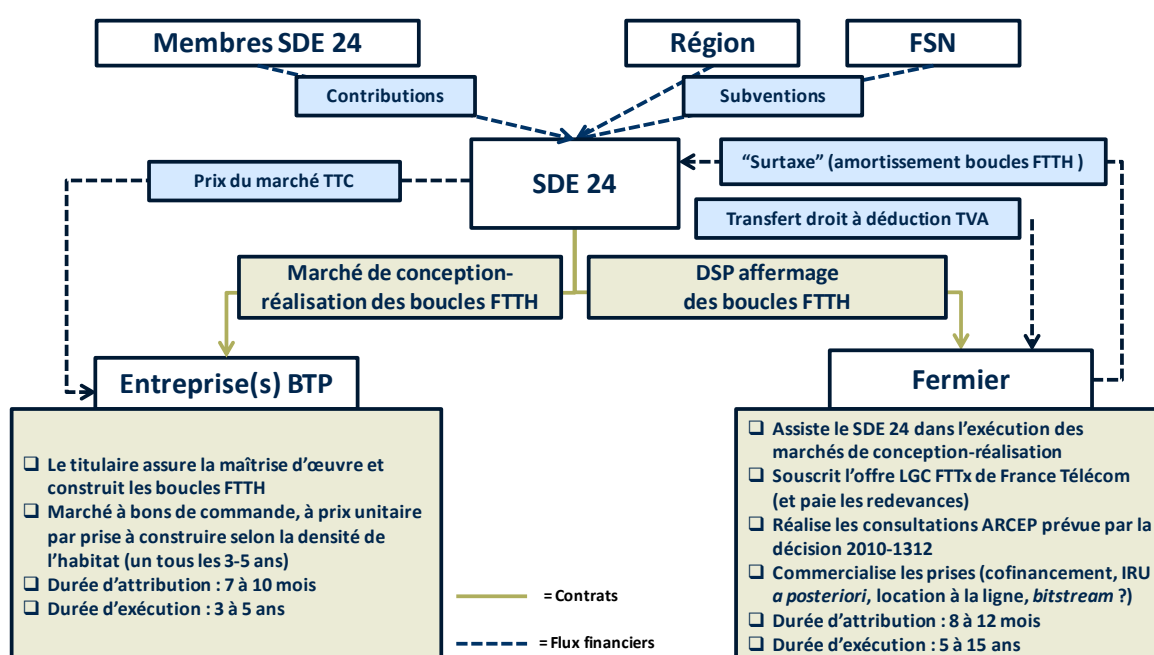 Membres SDE 24
Région
FSN
Contributions
Subventions
Prix du marché TTC
SDE 24
“Surtaxe” (amortissement boucles FTTH )
Transfert droit à déduction TVA
Marché de conception-
réalisation des boucles FTTH
DSP affermage
des boucles FTTH
Entreprise(s) BTP
Fermier
❑ Le titulaire assure la maîtrise d’œuvre et
construit les boucles FTTH
❑ Marché à bons de commande, à prix unitaire
par prise à construire selon la densité de
l’habitat (un tous les 3-5 ans)
❑ Durée d’attribution : 7 à 10 mois
❑ Durée d’exécution : 3 à 5 ans
❑ Assiste le SDE 24 dans l’exécution des
marchés de conception-réalisation
❑ Souscrit l’offre LGC FTTx de France Télécom
(et paie les redevances)
❑ Réalise les consultations ARCEP prévue par la
décision 2010-1312
❑ Commercialise les prises (cofinancement, IRU
a posteriori, location à la ligne, bitstream ?)
❑ Durée d’attribution : 8 à 12 mois
❑ Durée d’exécution : 5 à 15 ans
= Contrats
= Flux financiers